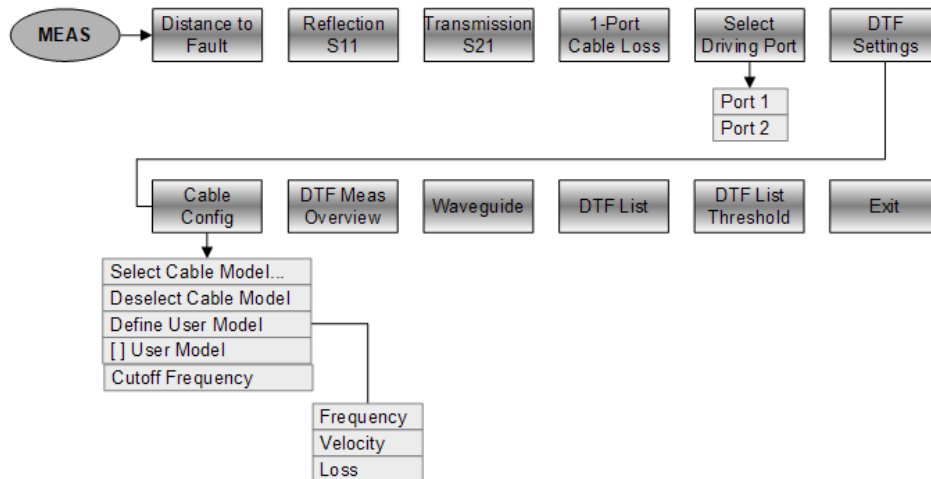 MEAS
Distance to
Fault
Reflection
S11
Transmission
S21
1-Port
Cable Loss
Select
Driving Port
DTF
Settings
Port 1
Port 2
Cable
Config
DTF Meas
Overview
Waveguide
DTF List
DTF List
Threshold
Exit
Select Cable Model...
Deselect Cable Model
Define User Model
[ ] User Model
Cutoff Frequency
Frequency
Velocity
Loss